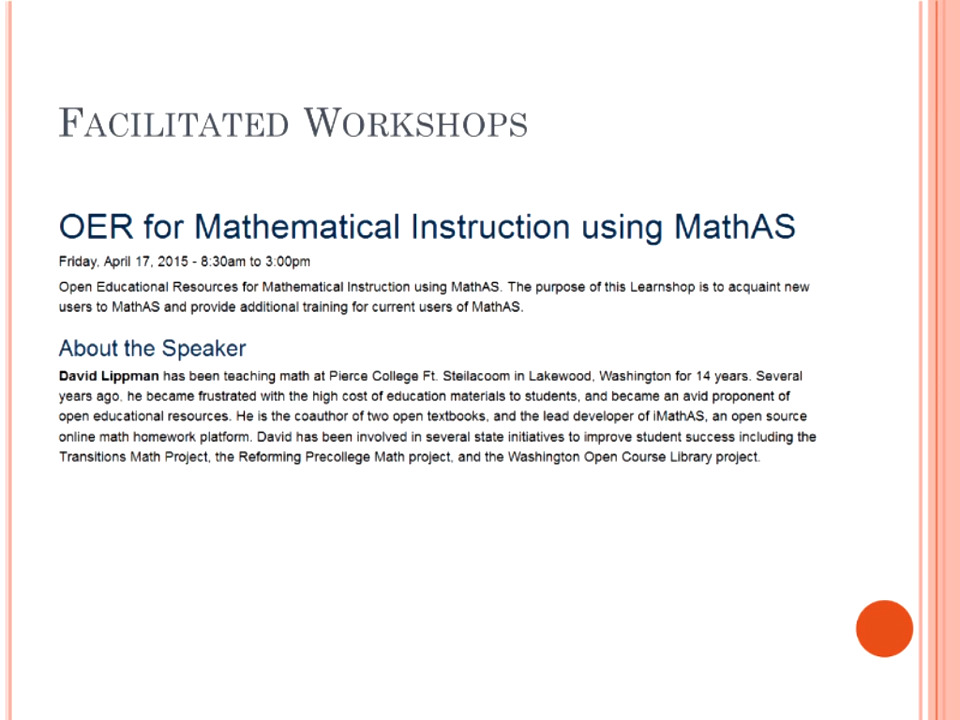 FACILITATED WORKSHOPS
OER for Mathematical Instruction using MathAS
Friday, April 17, 2015 - 8:30am to 3:00pm
Open Educational Resources for Mathematical Instruction using MathAS. The purpose of this Learnshop is to acquaint new
users to MathAS and provide additional training for current users of MathAS.
About the Speaker
David Lippman has been teaching math at Pierce College Ft. Steilacoom in Lakewood, Washington for 14 years. Several
years ago, he became frustrated with the high cost of education materials to students, and became an avid proponent of
open educational resources. He is the coauthor of two open textbooks, and the lead developer of iMathAS, an open source
online math homework platform. David has been involved in several state initiatives to improve student success including the
Transitions Math Project, the Reforming Precollege Math project, and the Washington Open Course Library project.